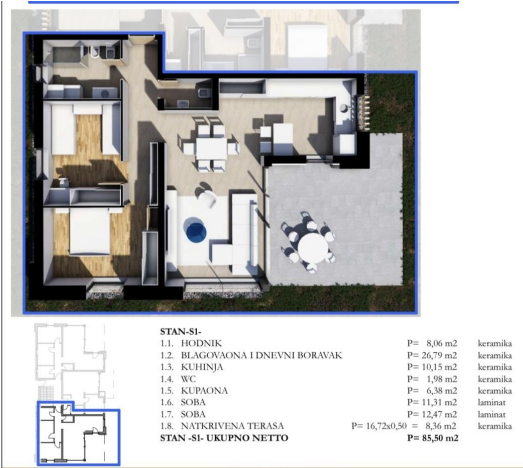 STAN-S1-
1.1. HODNIK P= 8,06 m2 keramika
1.2. BLAGOVAONA I DNEVNI BORAVAK P= 26,79 m2 keramika
1.3. KUHINJA P= 10,15 m2 keramika
1.4. WC P= 1,98 m2 keramika
1.5. KUPAONA P= 6,38 m2 keramika
1.6. SOBA P= 11,31 m2 laminat
1.7. SOBA P= 12,47 m2 laminat
1.8. NATKRIVENA TERASA P= 16,72x0,50 = 8,36 m2 keramika
STAN -S1- UKUPNO NETTO P= 85,50 m2